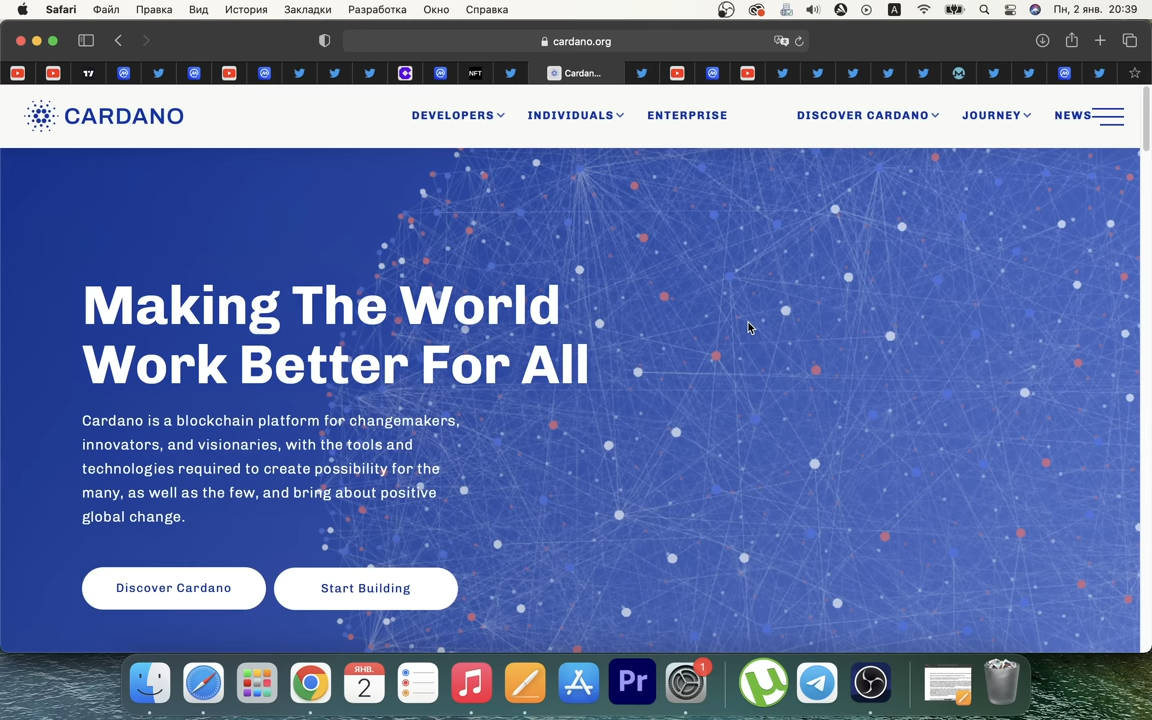 Safari Файл Правка Вид История Закладки Разработка Окно Справка
A
Пн, 2 янв. 20:39
cardano.org
NFT
Cardan...
CARDANO
DEVELOPERS INDIVIDUALS ENTERPRISE DISCOVER CARDANO JOURNEY NEWS
Making The World
Work Better For All
Cardano is a blockchain platform for changemakers,
innovators, and visionaries, with the tools and
technologies required to create possibility for the
many, as well as the few, and bring about positive
global change.
Discover Cardano Start Building
ЯНВ.
2
Pr
1